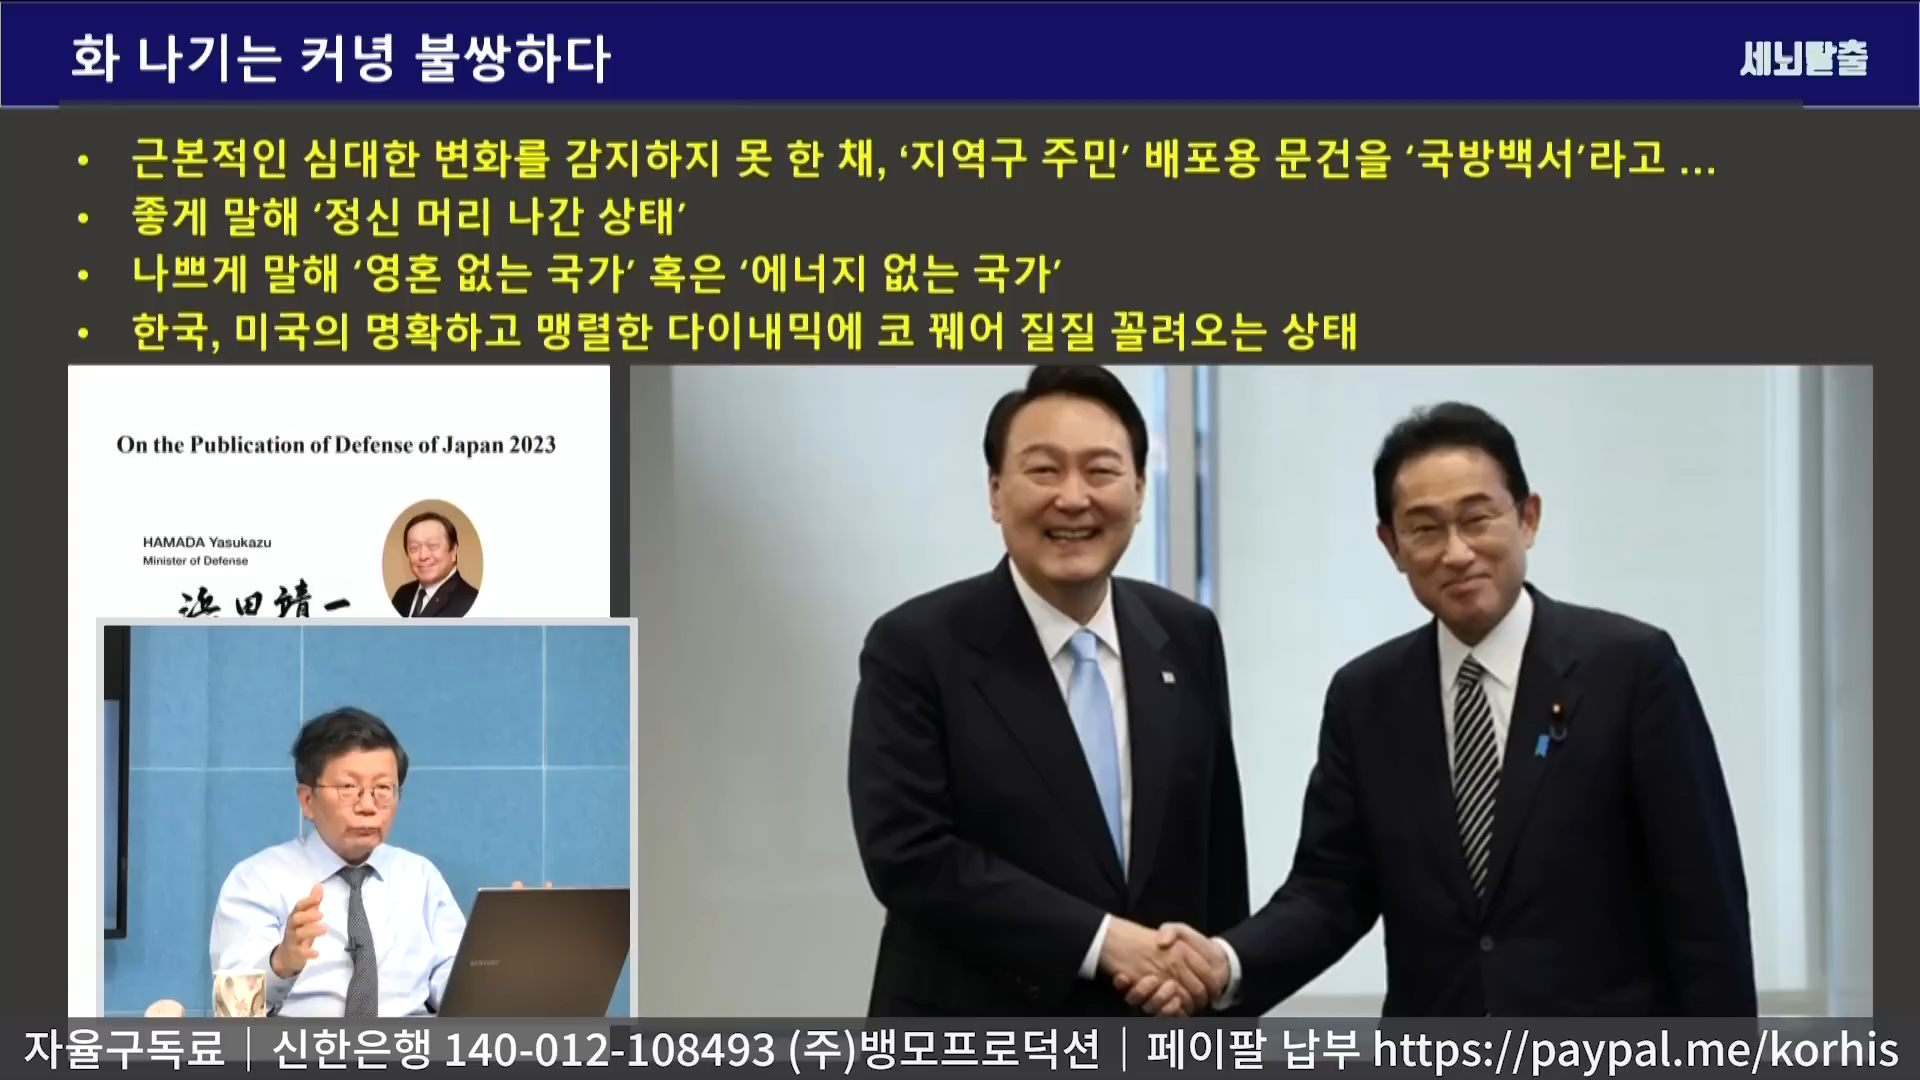 화 나기는 커녕 불쌍하다
세뇌탈출
• 근본적인 심대한 변화를 감지하지 못 한 채, ‘지역구 주민’ 배포용 문건을 ‘국방백서’라고 ...
• 좋게 말해 ‘정신 머리 나간 상태’
• 나쁘게 말해 ‘영혼 없는 국가’ 혹은 ‘에너지 없는 국가’
• 한국, 미국의 명확하고 맹렬한 다이내믹에 코 꿰어 질질 꼴려오는 상태
On the Publication of Defense of Japan 2023
HAMADA Yasukazu
Minister of Defense
浜田靖一
SAMSUNG
자율구독료｜신한은행 140-012-108493 (주)뱅모프로덕션｜페이팔 납부 https://paypal.me/korhis